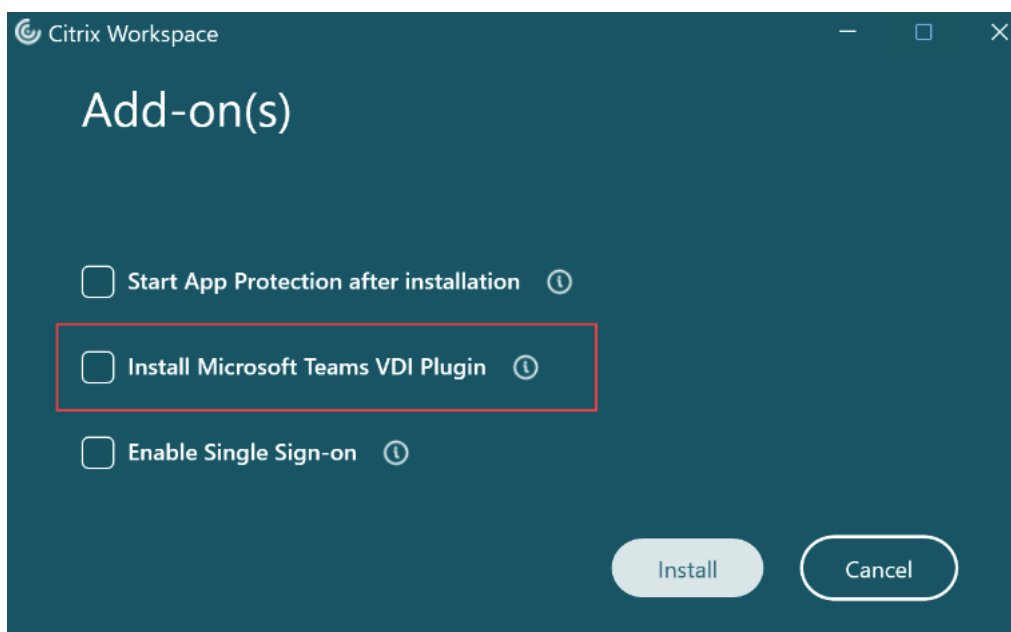 Citrix Workspace
Add-on(s)
Start App Protection after installation
Install Microsoft Teams VDI Plugin
Enable Single Sign-on
Install
Cancel